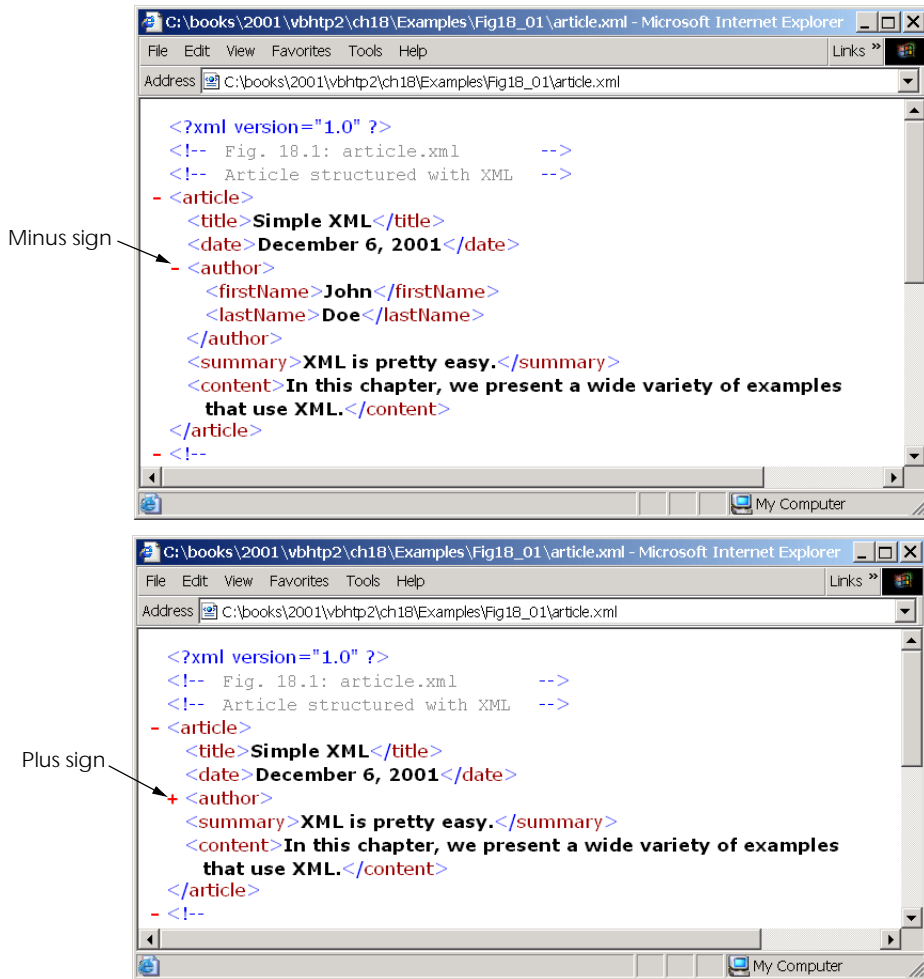 C:\books\2001\vbhtp2\ch18\Examples\Fig18_01\article.xml - Microsoft Internet Explorer
File Edit View Favorites Tools Help Links »
Address C:\books\2001\vbhtp2\ch18\Examples\Fig18_01\article.xml
<?xml version="1.0" ?>
<!-- Fig. 18.1: article.xml -->
<!-- Article structured with XML -->
- <article>
<title>Simple XML</title>
<date>December 6, 2001</date>
Minus sign
- <author>
<firstName>John</firstName>
<lastName>Doe</lastName>
</author>
<summary>XML is pretty easy.</summary>
<content>In this chapter, we present a wide variety of examples
that use XML.</content>
</article>
- <!--
My Computer
C:\books\2001\vbhtp2\ch18\Examples\Fig18_01\article.xml - Microsoft Internet Explorer
File Edit View Favorites Tools Help Links »
Address C:\books\2001\vbhtp2\ch18\Examples\Fig18_01\article.xml
<?xml version="1.0" ?>
<!-- Fig. 18.1: article.xml -->
<!-- Article structured with XML -->
- <article>
<title>Simple XML</title>
<date>December 6, 2001</date>
Plus sign
+ <author>
<summary>XML is pretty easy.</summary>
<content>In this chapter, we present a wide variety of examples
that use XML.</content>
</article>
- <!--
My Computer